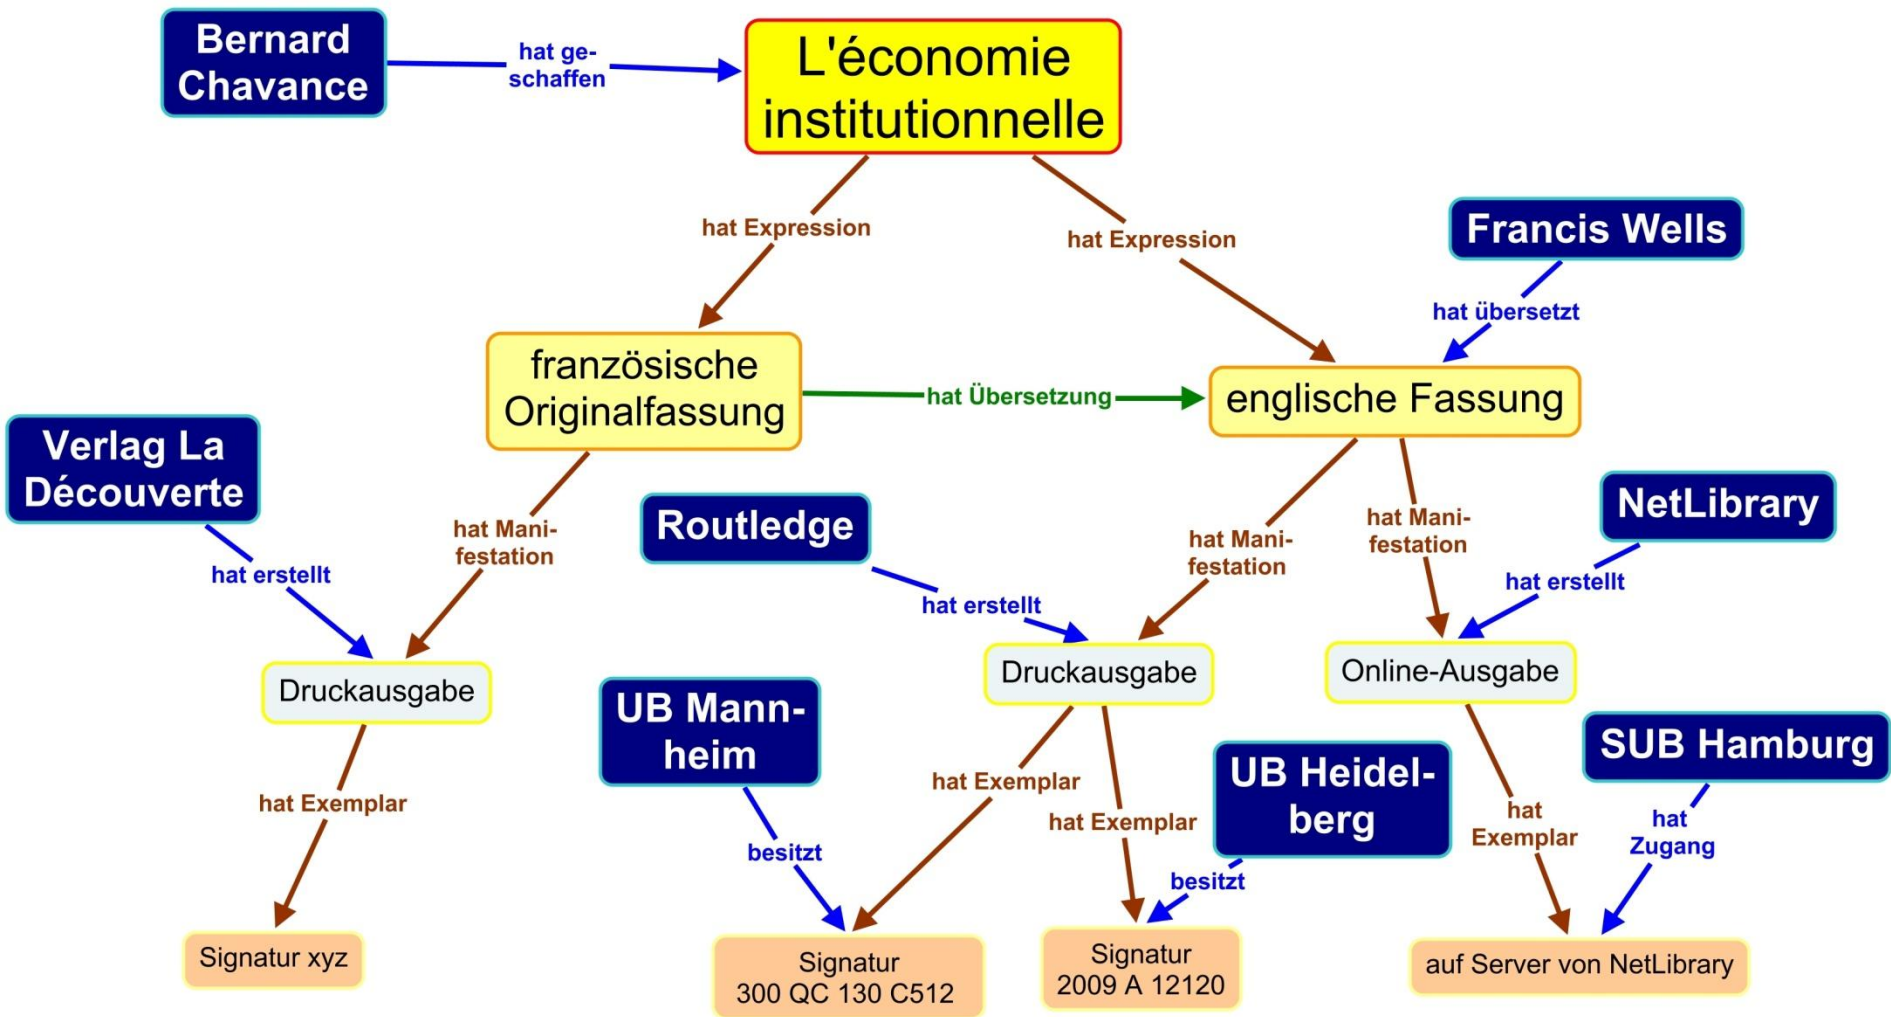 Bernard
Chavance
hat ge-
schaffen
L'économie
institutionnelle
hat Expression
hat Expression
Francis Wells
hat übersetzt
französische
Originalfassung
hat Übersetzung
englische Fassung
Verlag La
Découverte
hat erstellt
hat Mani-
festation
Routledge
hat erstellt
hat Mani-
festation
hat Mani-
festation
NetLibrary
hat erstellt
Druckausgabe
Druckausgabe
Online-Ausgabe
UB Mann-
heim
UB Heidel-
berg
SUB Hamburg
hat Exemplar
besitzt
hat Exemplar
hat Exemplar
besitzt
hat
Exemplar
hat
Zugang
Signatur xyz
Signatur
300 QC 130 C512
Signatur
2009 A 12120
auf Server von NetLibrary